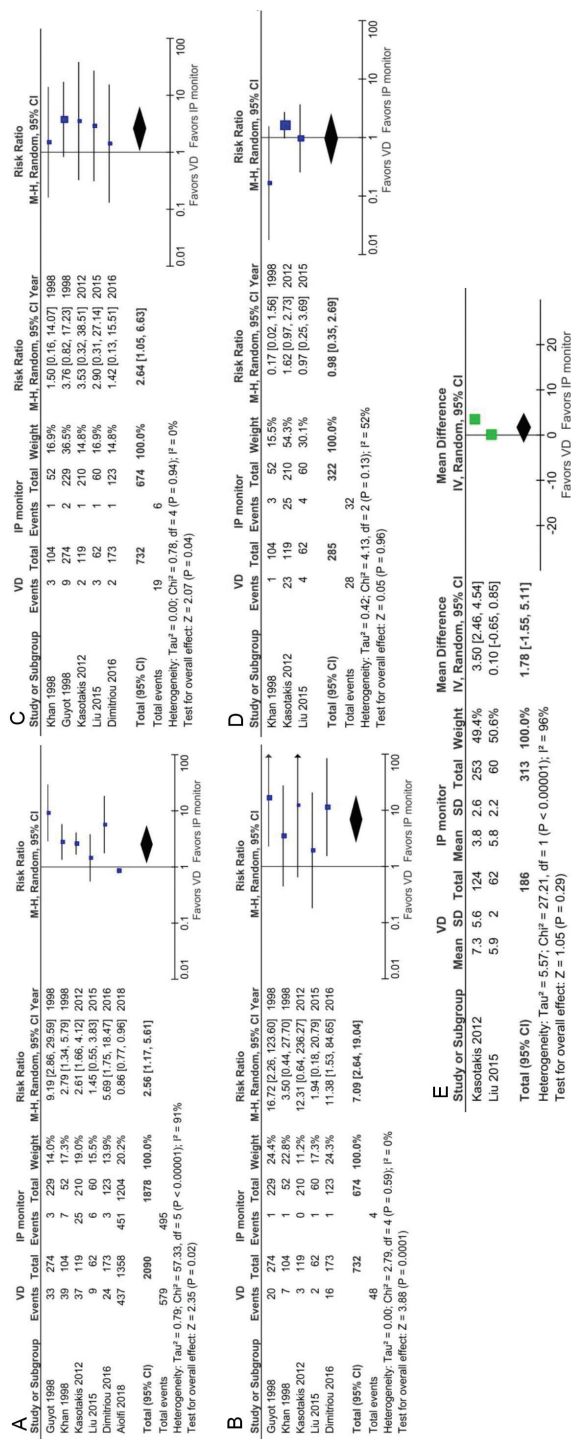 A
VD IP monitor Risk Ratio Risk Ratio
Study or Subgroup Events Total Events Total Weight M-H, Random, 95% CI Year M-H, Random, 95% CI
Guyot 1998 33 274 3 229 14.0% 9.19 [2.86, 29.59] 1998
Khan 1998 39 104 7 52 17.3% 2.79 [1.34, 5.79] 1998
Kasotakis 2012 37 119 25 210 19.0% 2.61 [1.66, 4.12] 2012
Liu 2015 9 62 6 60 15.5% 1.45 [0.55, 3.83] 2015
Dimitriou 2016 24 173 3 123 13.9% 5.69 [1.75, 18.47] 2016
Aiolfi 2018 437 1358 451 1204 20.2% 0.86 [0.77, 0.96] 2018
Total (95% CI) 2090 1878 100.0% 2.56 [1.17, 5.61]
Total events 579 495
Heterogeneity: Tau² = 0.79; Chi² = 57.33, df = 5 (P < 0.00001); I² = 91%
Test for overall effect: Z = 2.35 (P = 0.02)
0.01 0.1 1 10 100
Favors VD Favors IP monitor
B
VD IP monitor Risk Ratio Risk Ratio
Study or Subgroup Events Total Events Total Weight M-H, Random, 95% CI Year M-H, Random, 95% CI
Guyot 1998 20 274 1 229 24.4% 16.72 [2.26, 123.60] 1998
Khan 1998 7 104 1 52 22.8% 3.50 [0.44, 27.70] 1998
Kasotakis 2012 3 119 0 210 11.2% 12.31 [0.64, 236.27] 2012
Liu 2015 2 62 1 60 17.3% 1.94 [0.18, 20.79] 2015
Dimitriou 2016 16 173 1 123 24.3% 11.38 [1.53, 84.65] 2016
Total (95% CI) 732 674 100.0% 7.09 [2.64, 19.04]
Total events 48 4
Heterogeneity: Tau² = 0.00; Chi² = 2.79, df = 4 (P = 0.59); I² = 0%
Test for overall effect: Z = 3.88 (P = 0.0001)
0.01 0.1 1 10 100
Favors VD Favors IP monitor
C
VD IP monitor Risk Ratio Risk Ratio
Study or Subgroup Events Total Events Total Weight M-H, Random, 95% CI Year M-H, Random, 95% CI
Khan 1998 3 104 1 52 16.9% 1.50 [0.16, 14.07] 1998
Guyot 1998 9 274 2 229 36.5% 3.76 [0.82, 17.23] 1998
Kasotakis 2012 2 119 1 210 14.8% 3.53 [0.32, 38.51] 2012
Liu 2015 3 62 1 60 16.9% 2.90 [0.31, 27.14] 2015
Dimitriou 2016 2 173 1 123 14.8% 1.42 [0.13, 15.51] 2016
Total (95% CI) 732 674 100.0% 2.64 [1.05, 6.63]
Total events 19 6
Heterogeneity: Tau² = 0.00; Chi² = 0.78, df = 4 (P = 0.94); I² = 0%
Test for overall effect: Z = 2.07 (P = 0.04)
0.01 0.1 1 10 100
Favors VD Favors IP monitor
D
VD IP monitor Risk Ratio Risk Ratio
Study or Subgroup Events Total Events Total Weight M-H, Random, 95% CI Year M-H, Random, 95% CI
Khan 1998 1 104 3 52 15.5% 0.17 [0.02, 1.56] 1998
Kasotakis 2012 23 119 25 210 54.3% 1.62 [0.97, 2.73] 2012
Liu 2015 4 62 4 60 30.1% 0.97 [0.25, 3.69] 2015
Total (95% CI) 285 322 100.0% 0.98 [0.35, 2.69]
Total events 28 32
Heterogeneity: Tau² = 0.42; Chi² = 4.13, df = 2 (P = 0.13); I² = 52%
Test for overall effect: Z = 0.05 (P = 0.96)
0.01 0.1 1 10 100
Favors VD Favors IP monitor
E
VD IP monitor Mean Difference Mean Difference
Study or Subgroup Mean SD Total Mean SD Total Weight IV, Random, 95% CI IV, Random, 95% CI
Kasotakis 2012 7.3 5.6 124 3.8 2.6 253 49.4% 3.50 [2.46, 4.54]
Liu 2015 5.9 2 62 5.8 2.2 60 50.6% 0.10 [-0.65, 0.85]
Total (95% CI) 186 313 100.0% 1.78 [-1.55, 5.11]
Heterogeneity: Tau² = 5.57; Chi² = 27.21, df = 1 (P < 0.00001); I² = 96%
Test for overall effect: Z = 1.05 (P = 0.29)
-20 -10 0 10 20
Favors VD Favors IP monitor